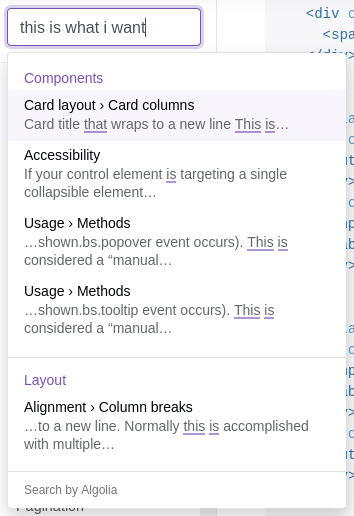 this is what i want
Components
Card layout › Card columns
Card title that wraps to a new line This is…
Accessibility
If your control element is targeting a single
collapsible element…
Usage › Methods
…shown.bs.popover event occurs). This is
considered a “manual…
Usage › Methods
…shown.bs.tooltip event occurs). This is
considered a “manual…
Layout
Alignment › Column breaks
…to a new line. Normally this is accomplished
with multiple…
Search by Algolia
<div
<spa
</div>
Pagination